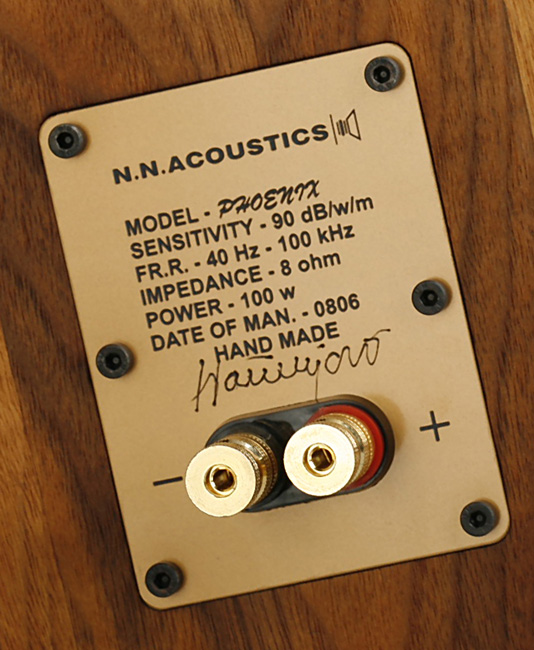 N.N.ACOUSTICS
MODEL - PHOENIX
SENSITIVITY - 90 dB/w/m
FR.R. - 40 Hz - 100 kHz
IMPEDANCE - 8 ohm
POWER - 100 w
DATE OF MAN. - 0806
HAND MADE
- +